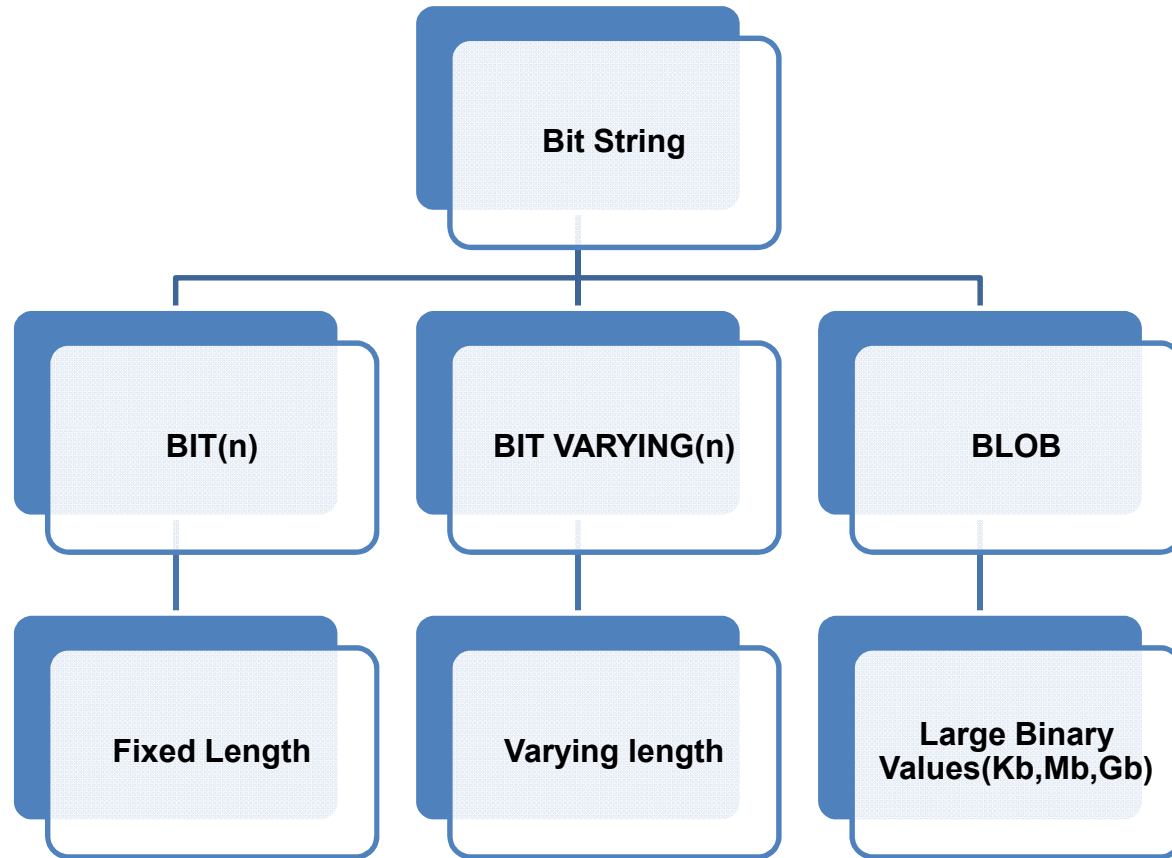 Bit String
BIT(n)
BIT VARYING(n)
BLOB
Fixed Length
Varying length
Large Binary
Values(Kb,Mb,Gb)